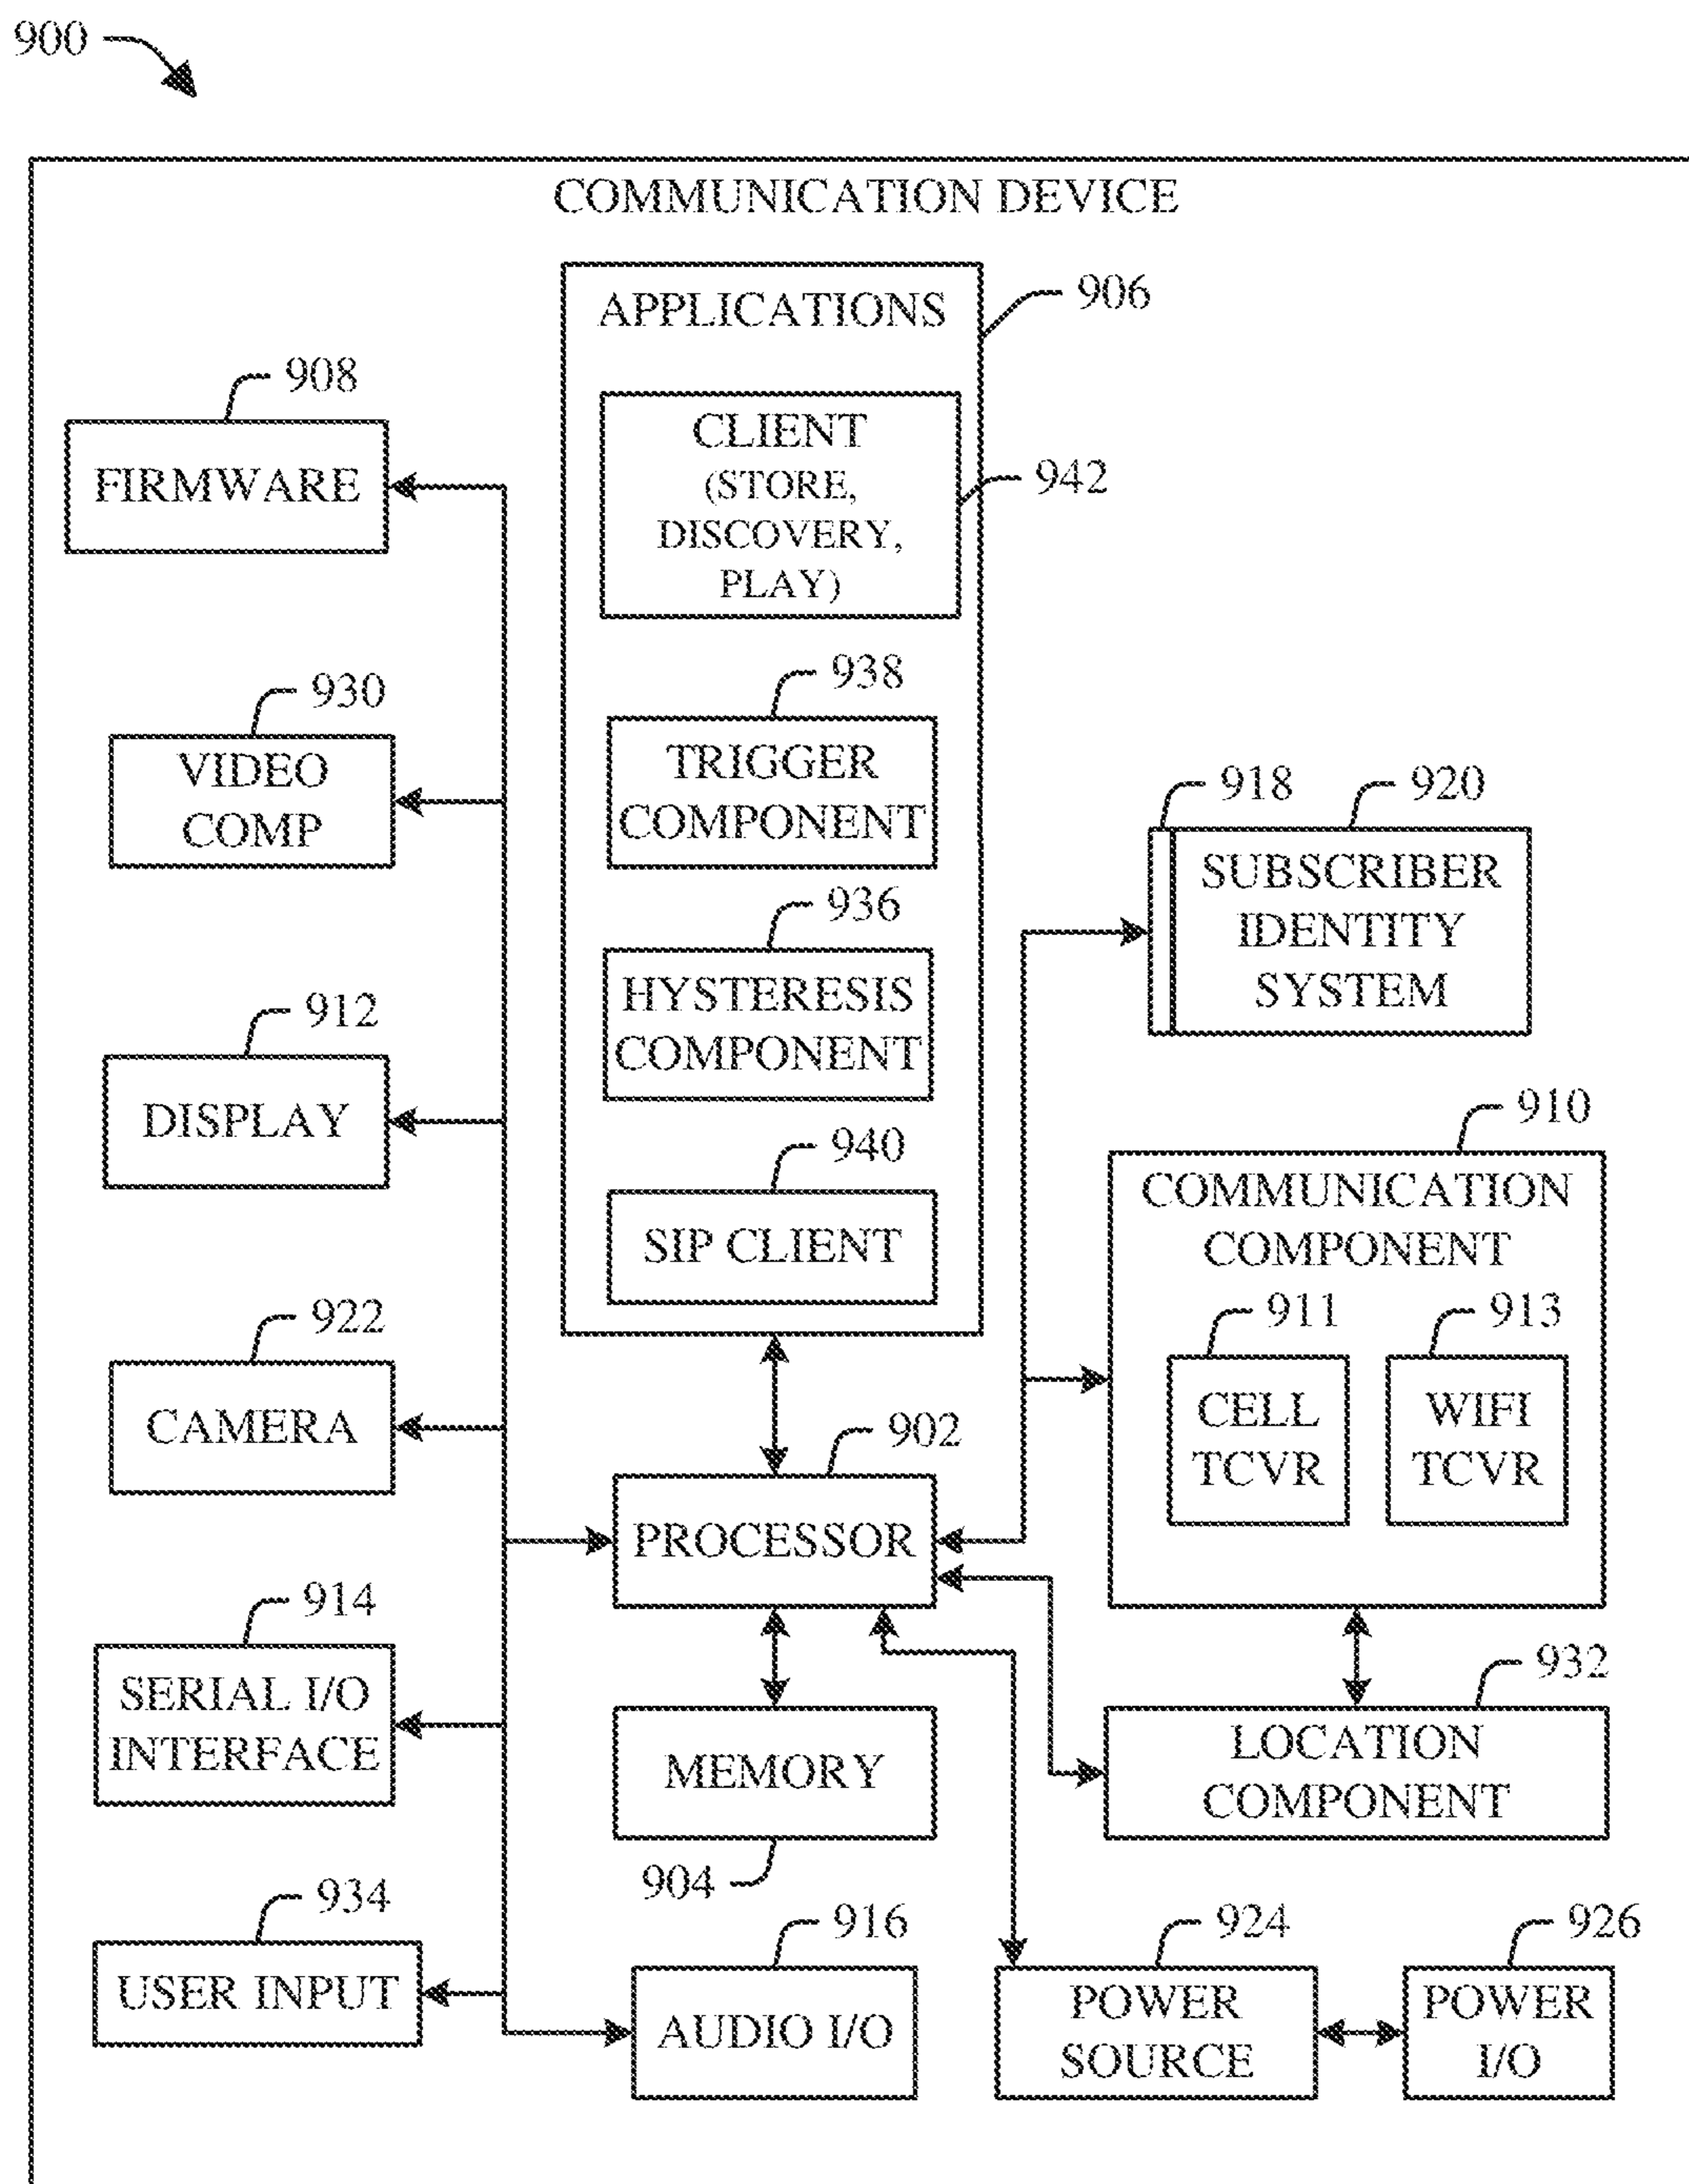 900
COMMUNICATION DEVICE
APPLICATIONS
906
CLIENT
(STORE,
DISCOVERY,
PLAY)
942
908
FIRMWARE
938
TRIGGER
COMPONENT
930
VIDEO
COMP
936
HYSTERESIS
COMPONENT
918
920
SUBSCRIBER
IDENTITY
SYSTEM
912
DISPLAY
940
SIP CLIENT
910
COMMUNICATION
COMPONENT
911
CELL
TCVR
913
WIFI
TCVR
922
CAMERA
902
PROCESSOR
914
SERIAL I/O
INTERFACE
MEMORY
904
932
LOCATION
COMPONENT
934
USER INPUT
916
AUDIO I/O
924
POWER
SOURCE
926
POWER
I/O